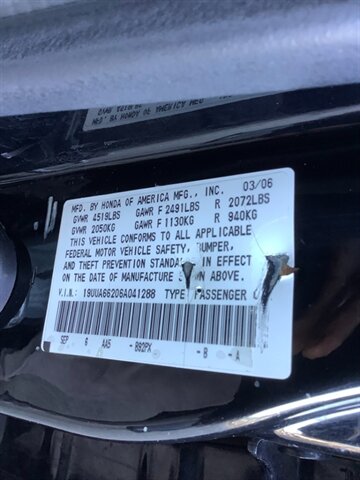 MFD. BY HONDA OF AMERICA MFG., INC. 03/06
GVWR 4519LBS GAWR F 2491LBS R 2072LBS
GVWR 2050KG GAWR F 1130KG R 940KG
THIS VEHICLE CONFORMS TO ALL APPLICABLE
FEDERAL MOTOR VEHICLE SAFETY, BUMPER,
AND THEFT PREVENTION STANDA IN EFFECT
ON THE DATE OF MANUFACTURE SHOWN ABOVE.
V.I.N.: 19UUA66206A041288 TYPE: PASSENGER
SEP 6 AA5 - B92PX - B - A